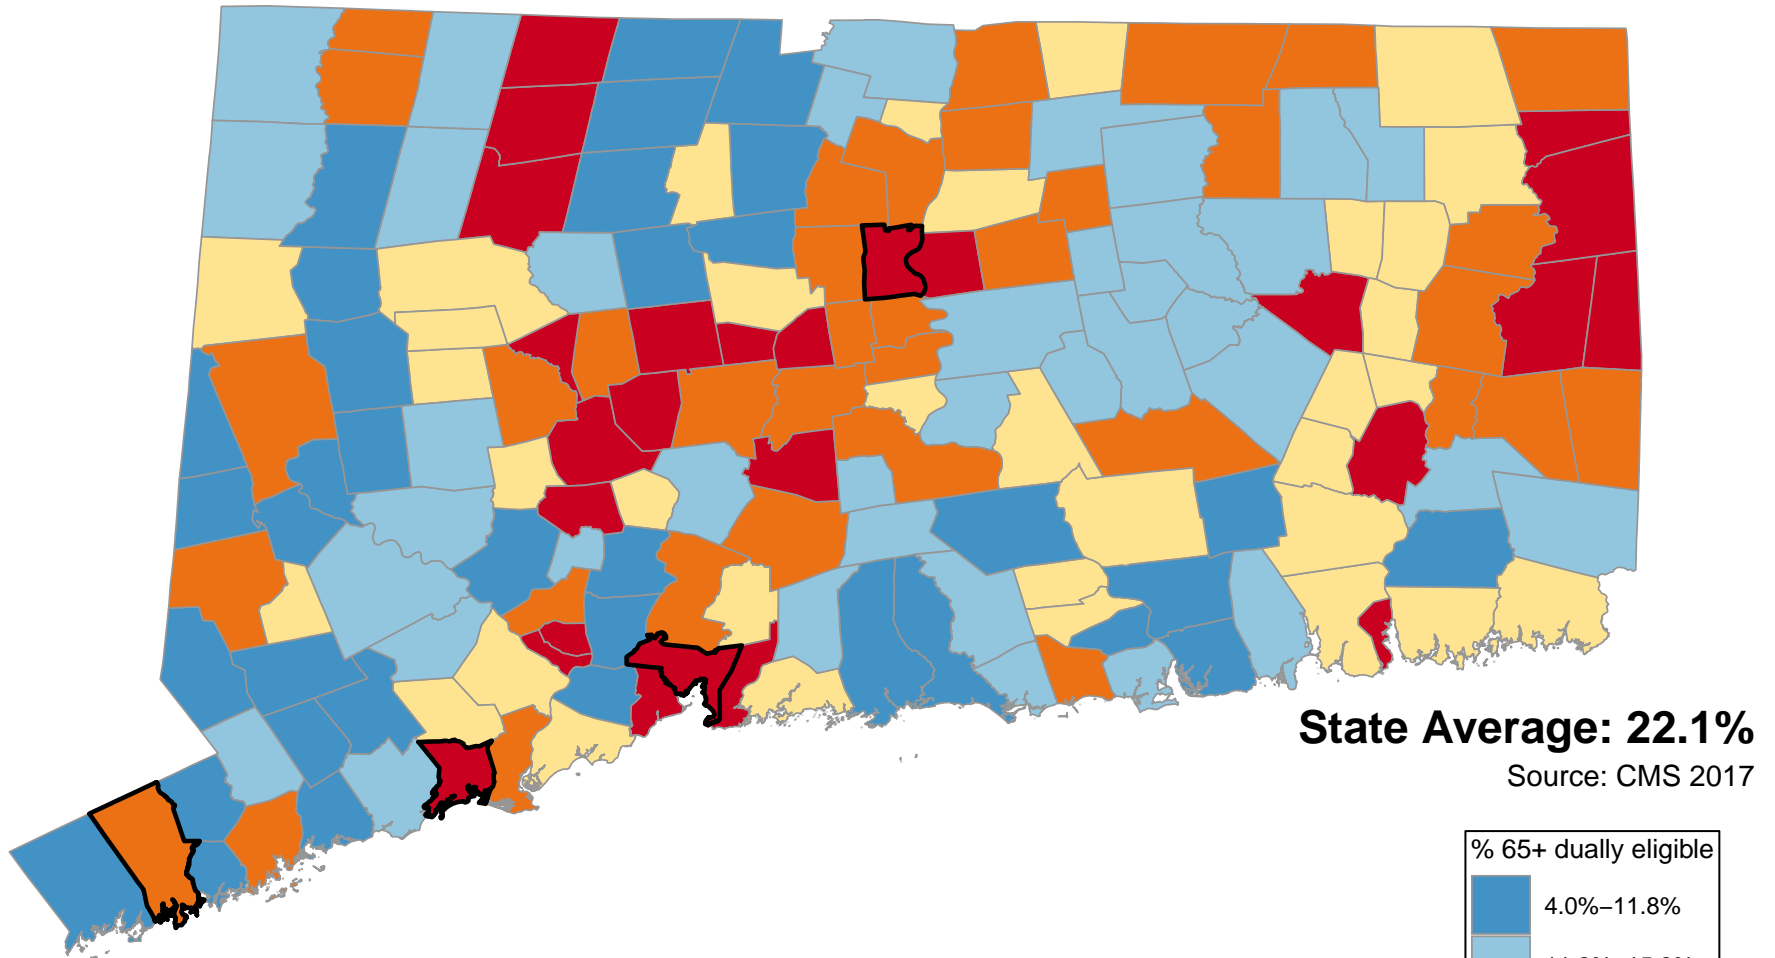 State Average: 22.1%
Source: CMS 2017
% 65+ dually eligible
4.0%–11.8%